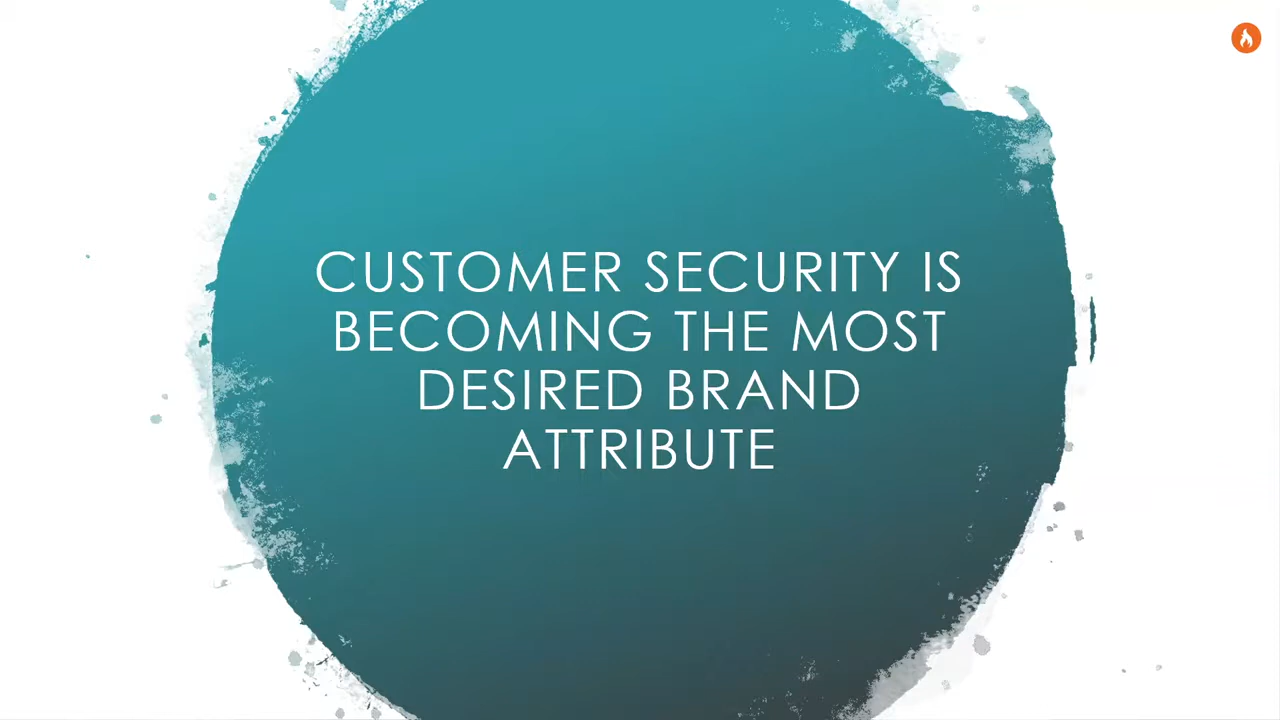 CUSTOMER SECURITY IS
BECOMING THE MOST
DESIRED BRAND
ATTRIBUTE